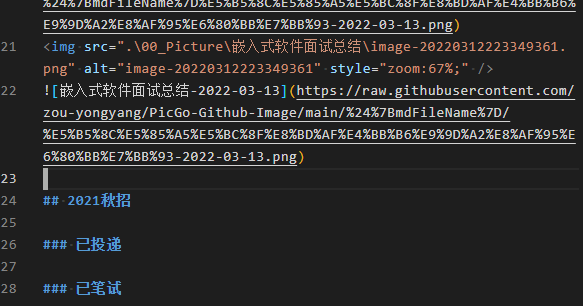 %24%7BmdFileName%7D%E5%B5%8C%E5%85%A5%E5%BC%8F%E8%BD%AF%E4%BB%B6%
E9%9D%A2%E8%AF%95%E6%80%BB%E7%BB%93-2022-03-13.png)
21 <img src=".\00_Picture\嵌入式软件面试总结\image-20220312223349361.
png" alt="image-20220312223349361" style="zoom:67%;" />
22 ![嵌入式软件面试总结-2022-03-13](https://raw.githubusercontent.com/
zou-yongyang/PicGo-Github-Image/main/%24%7BmdFileName%7D/
%E5%B5%8C%E5%85%A5%E5%BC%8F%E8%BD%AF%E4%BB%B6%E9%9D%A2%E8%AF%95%E
6%80%BB%E7%BB%93-2022-03-13.png)
23
24 ## 2021秋招
25
26 ### 已投递
27
28 ### 已笔试